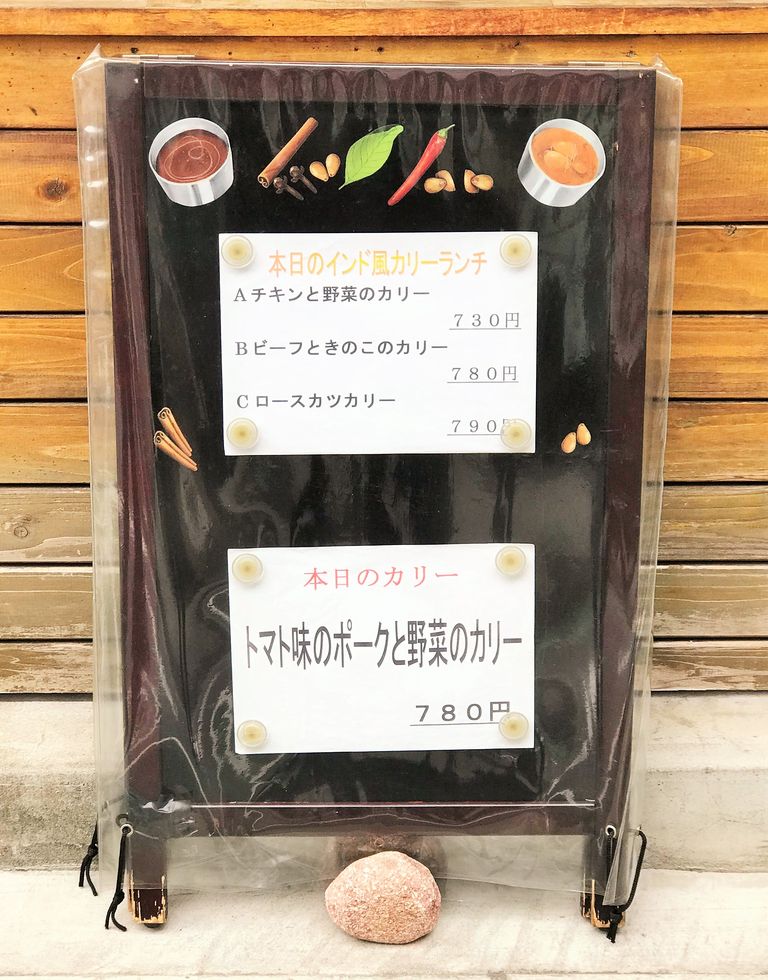 本日のインド風カリーランチ
Aチキンと野菜のカリー
７３０円
Bビーフときのこのカリー
７８０円
Cロースカツカリー
７９０円
本日のカリー
トマト味のポークと野菜のカリー
７８０円